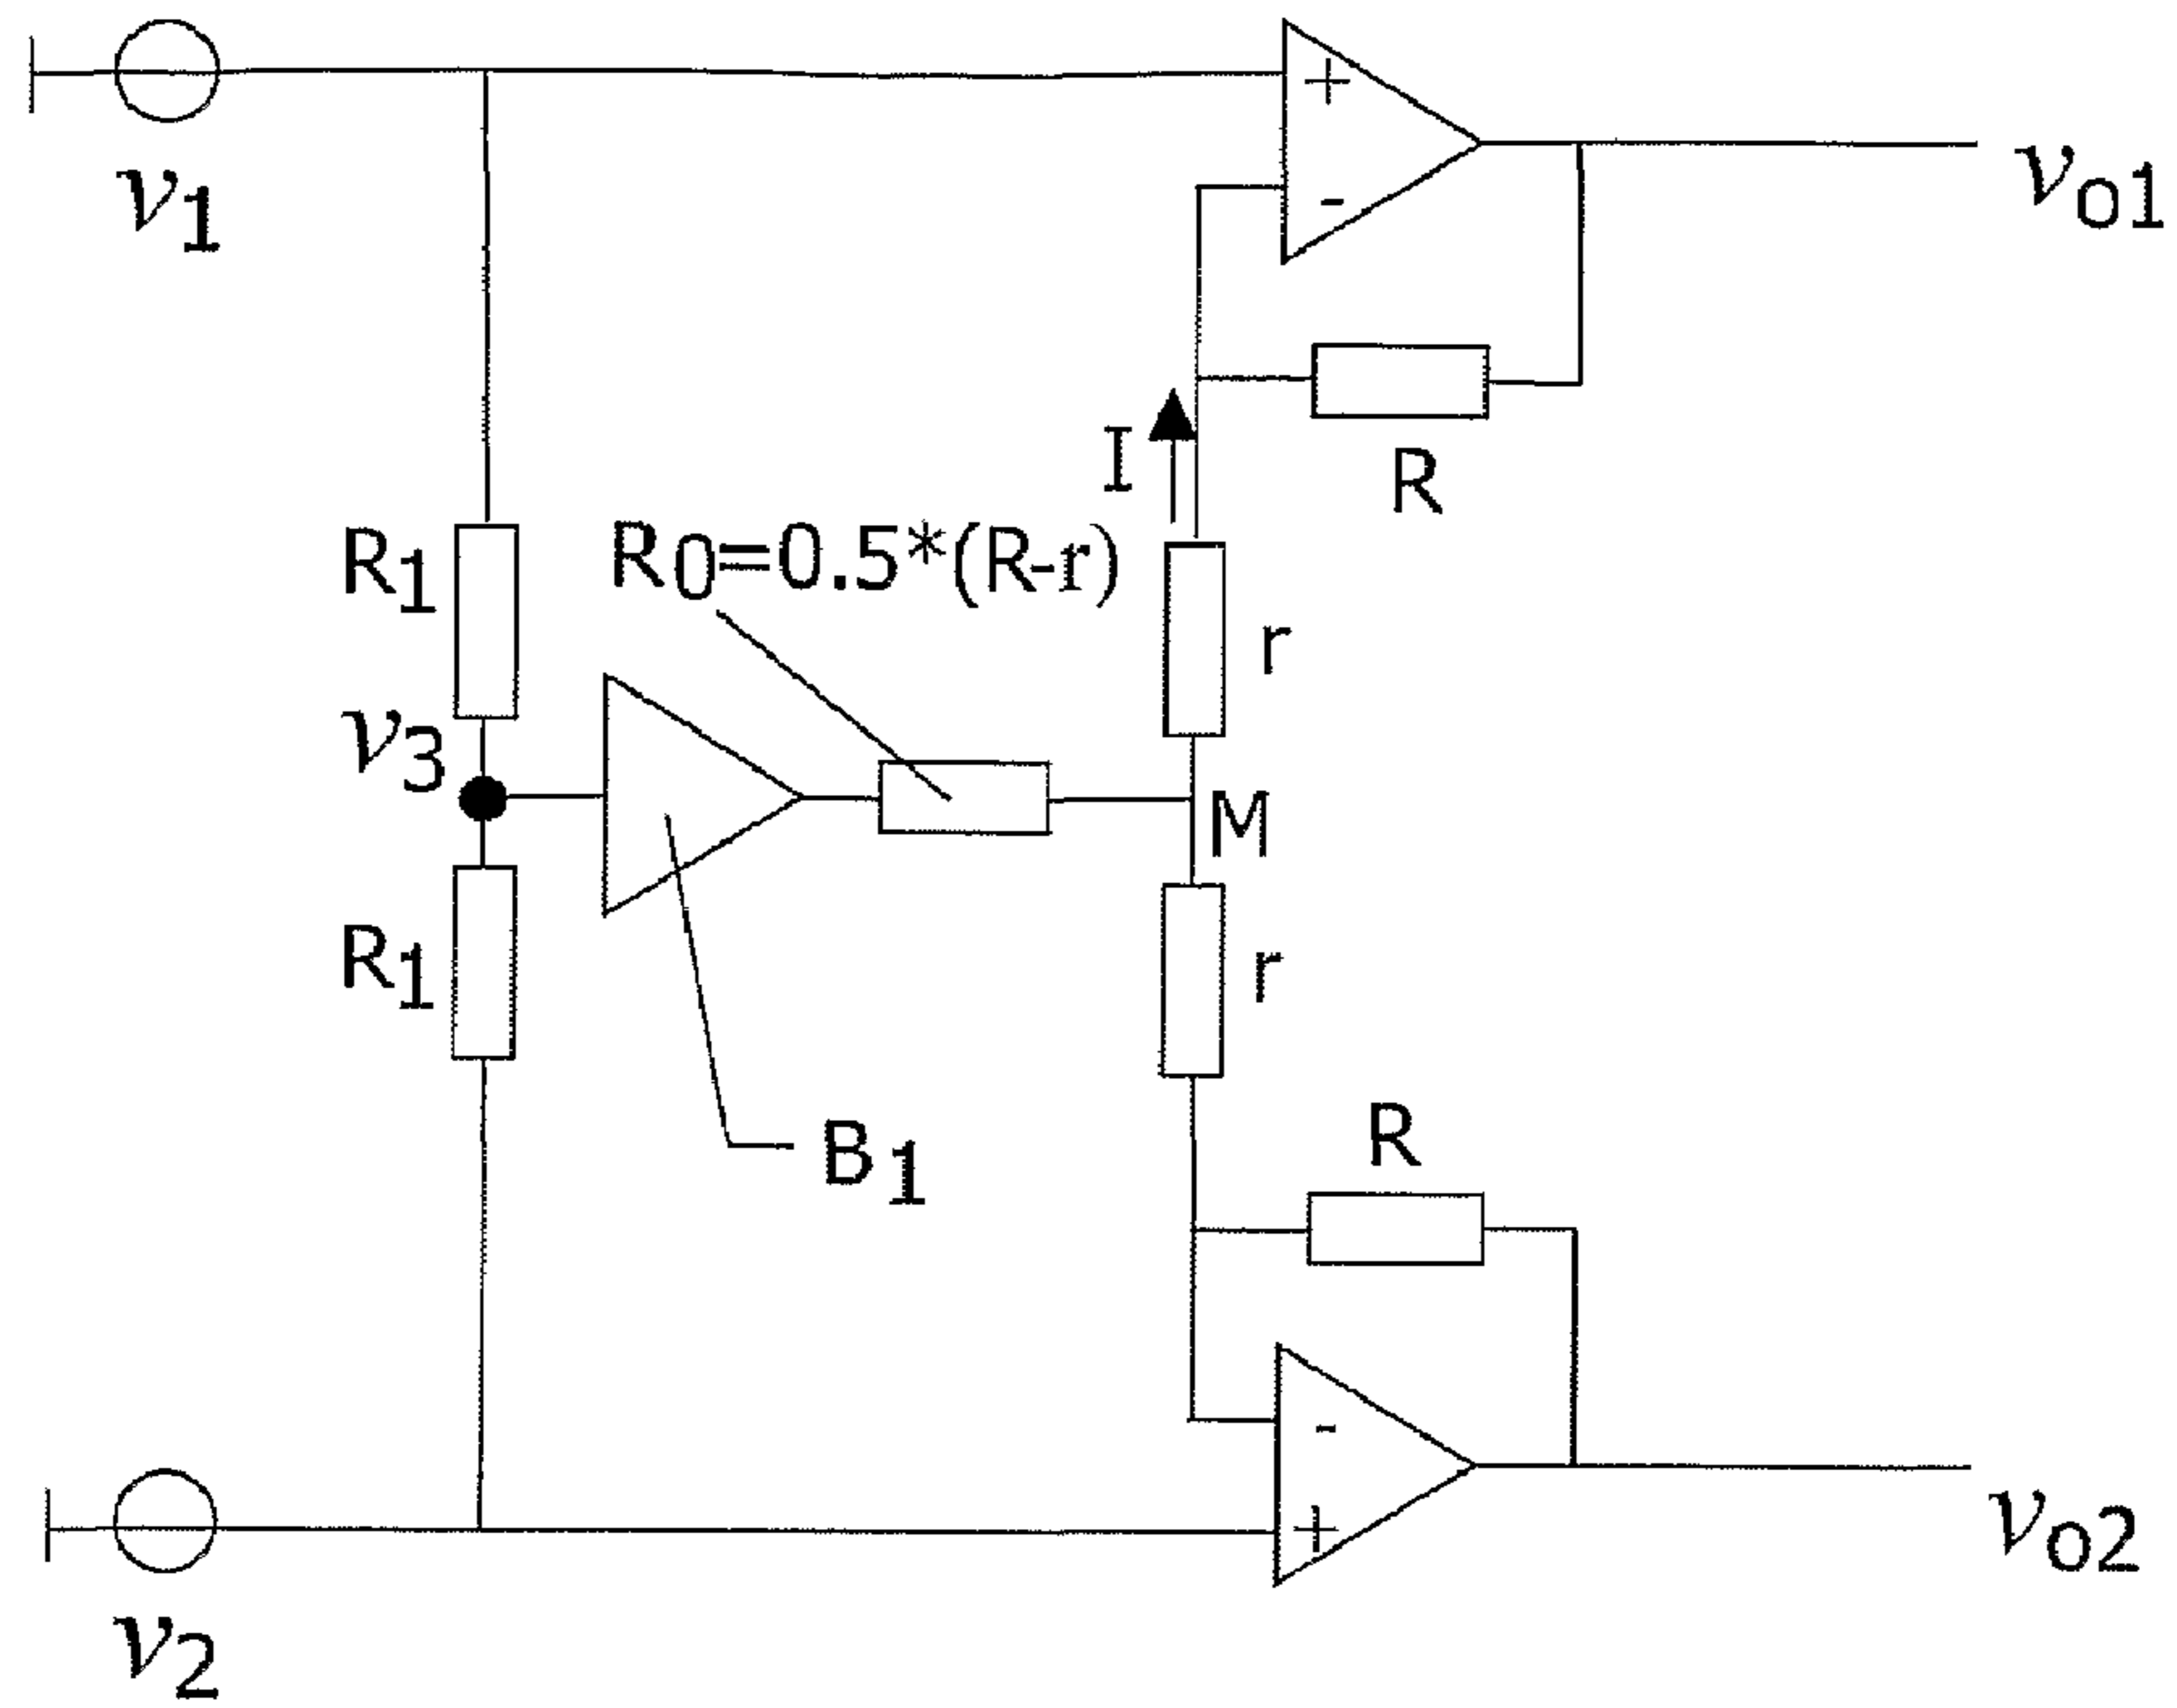 +
v1
vo1
-
I
R
R1
R0=0.5*(R-r)
r
v3
M
R1
r
B1
R
-
+
vo2
v2